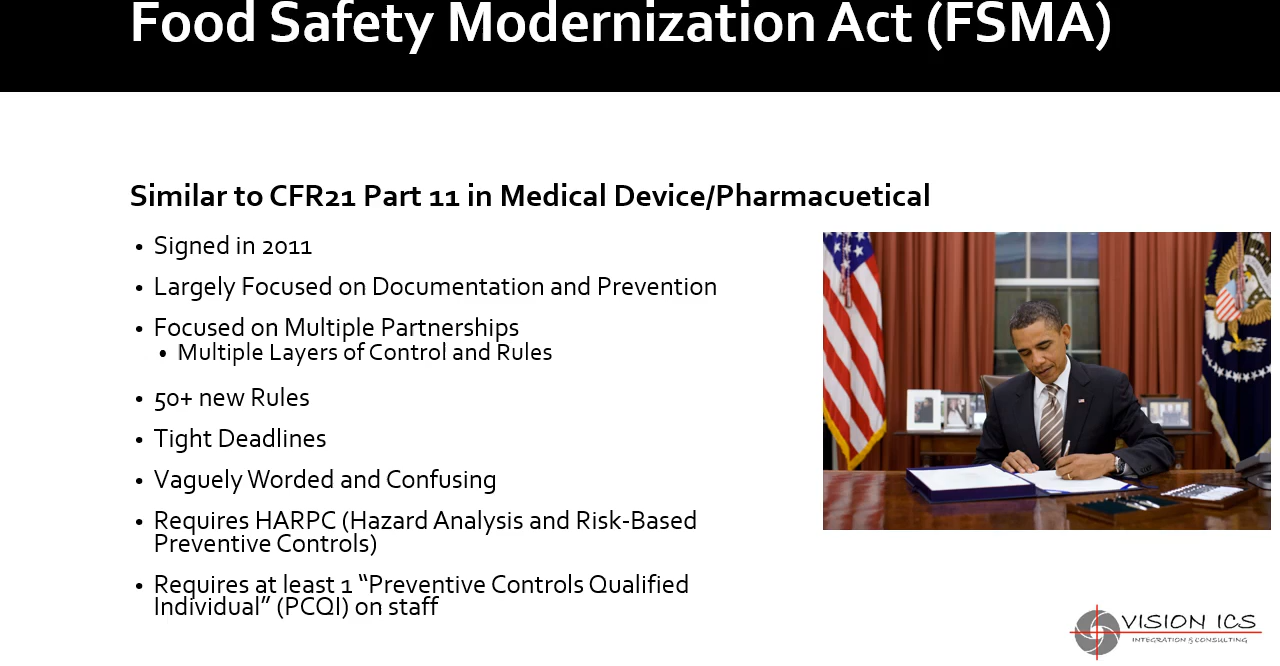 Food Safety Modernization Act (FSMA)
Similar to CFR21 Part 11 in Medical Device/Pharmacuetical
• Signed in 2011
• Largely Focused on Documentation and Prevention
• Focused on Multiple Partnerships
• Multiple Layers of Control and Rules
• 50+ new Rules
• Tight Deadlines
• Vaguely Worded and Confusing
• Requires HARPC (Hazard Analysis and Risk-Based
Preventive Controls)
• Requires at least 1 “Preventive Controls Qualified
Individual” (PCQI) on staff
VISION ICS
INTEGRATION & CONSULTING